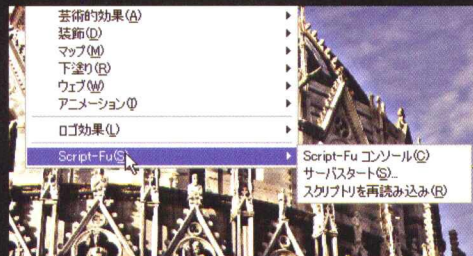 芸術的効果(A)
装飾(D)
マップ(M)
下塗り(R)
ウェブ(W)
アニメーション(I)
ロゴ効果(L)
Script-Fu(S)
Script-Fu コンソール(C)
サーバスタート(S)...
スクリプトリを再読み込み(R)